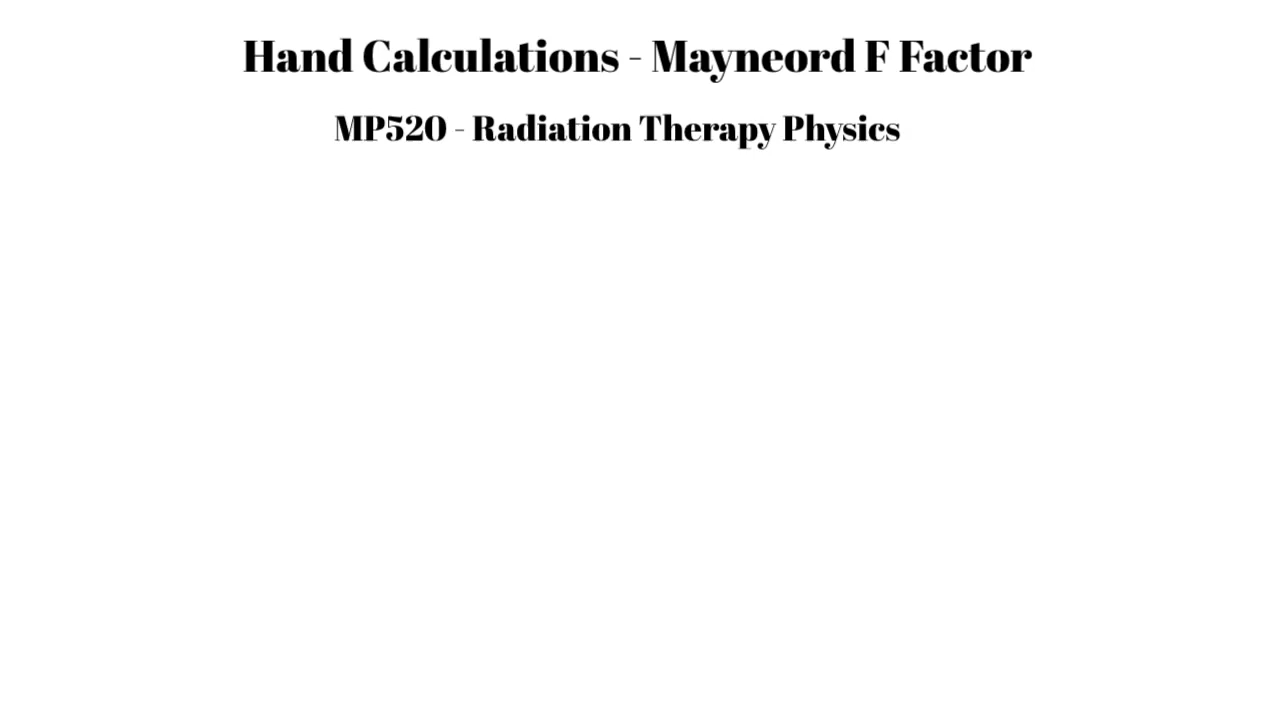 Hand Calculations - Mayneord F Factor
MP520 - Radiation Therapy Physics